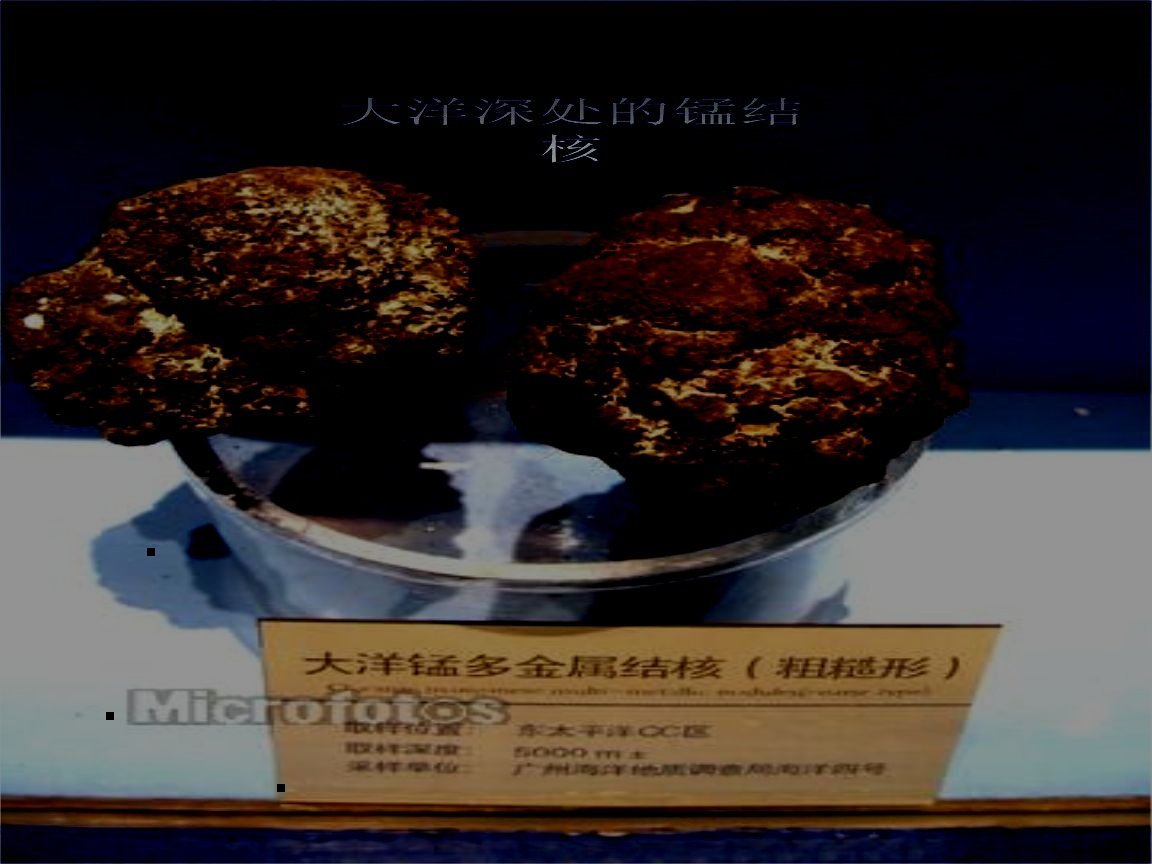 大洋深处的锰结
核
大洋锰多金属结核（粗糙形）
Microfotos
取样位置： 东太平洋CC区
取样深度： 5000 m ±
采样单位： 广州海洋地质调查局海洋四号